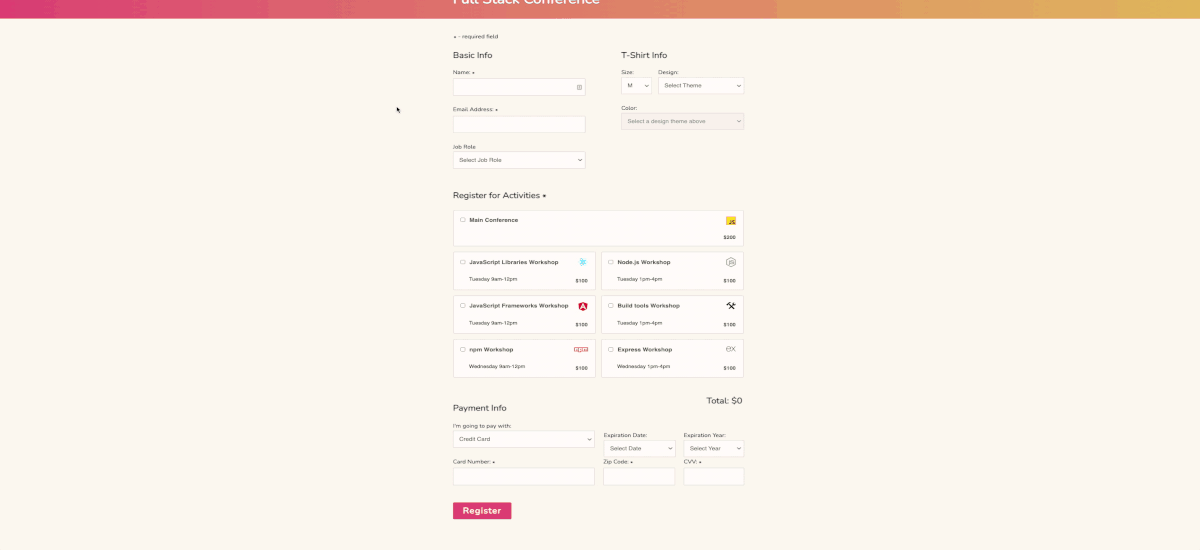 Full Stack Conference
* - required field
Basic Info
Name: *
Email Address: *
Job Role
Select Job Role
T-Shirt Info
Size:
Design:
M
Select Theme
Color:
Select a design theme above
Register for Activities *
Main Conference
JS
$200
JavaScript Libraries Workshop
Tuesday 9am-12pm
$100
Node.js Workshop
JS
Tuesday 1pm-4pm
$100
JavaScript Frameworks Workshop
Tuesday 9am-12pm
$100
Build tools Workshop
Tuesday 1pm-4pm
$100
npm Workshop
npm
Wednesday 9am-12pm
$100
Express Workshop
ex
Wednesday 1pm-4pm
$100
Total: $0
Payment Info
I'm going to pay with:
Credit Card
Expiration Date:
Select Date
Expiration Year:
Select Year
Card Number: *
Zip Code: *
CVV: *
Register